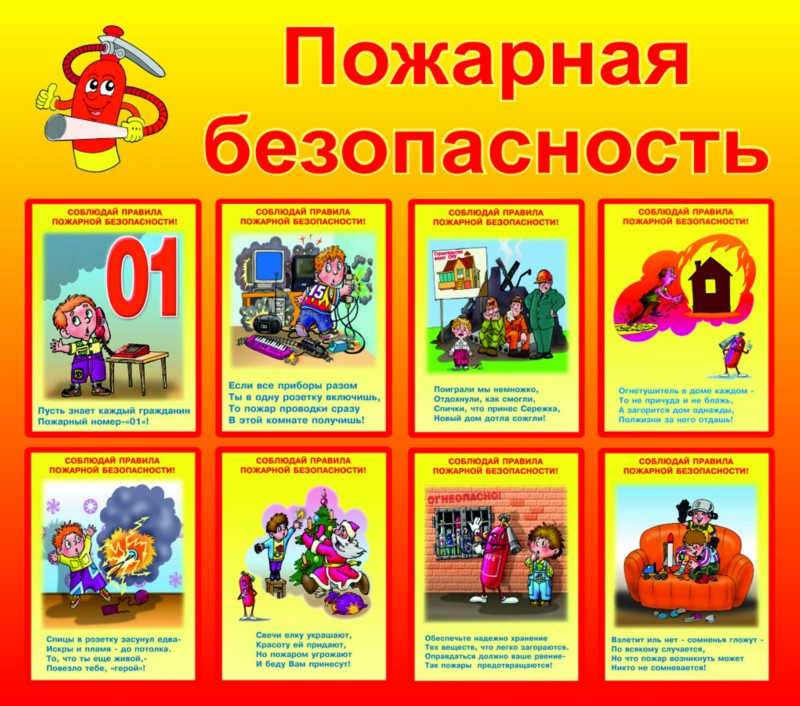 Пожарная
безопасность
СОБЛЮДАЙ ПРАВИЛА
ПОЖАРНОЙ БЕЗОПАСНОСТИ!
01
Пусть знает каждый гражданин
Пожарный номер-«01»!
СОБЛЮДАЙ ПРАВИЛА
ПОЖАРНОЙ БЕЗОПАСНОСТИ!
15
Если все приборы разом
Ты в одну розетку включишь,
То пожар проводки сразу
В этой комнате получишь!
СОБЛЮДАЙ ПРАВИЛА
ПОЖАРНОЙ БЕЗОПАСНОСТИ!
Строительство
Поиграли мы немножко,
Отдохнули, как смогли,
Спички, что принес Сережка,
Новый дом дотла сожгли!
СОБЛЮДАЙ ПРАВИЛА
ПОЖАРНОЙ БЕЗОПАСНОСТИ!
Огнетушитель в доме каждом -
То не причуда и не блажь,
А загорится дом однажды,
Полжизни за него отдашь!
СОБЛЮДАЙ ПРАВИЛА
ПОЖАРНОЙ БЕЗОПАСНОСТИ!
Спицы в розетку засунул едва-
Искры и пламя - до потолка.
То, что ты еще живой,-
Повезло тебе, «герой»!
СОБЛЮДАЙ ПРАВИЛА
ПОЖАРНОЙ БЕЗОПАСНОСТИ!
Свечи елку украшают,
Красоту ей придают,
Но пожаром угрожают
И беду Вам принесут!
СОБЛЮДАЙ ПРАВИЛА
ПОЖАРНОЙ БЕЗОПАСНОСТИ!
ОГНЕОПАСНО!
Обеспечьте надежно хранение
Тех веществ, что легко загораются.
Оправдаться должно ваше рвение-
Так пожары предотвращаются!
СОБЛЮДАЙ ПРАВИЛА
ПОЖАРНОЙ БЕЗОПАСНОСТИ!
Взлетит иль нет - сомненья гложут -
По всякому случается,
Но что пожар возникнуть может
Никто не сомневается!